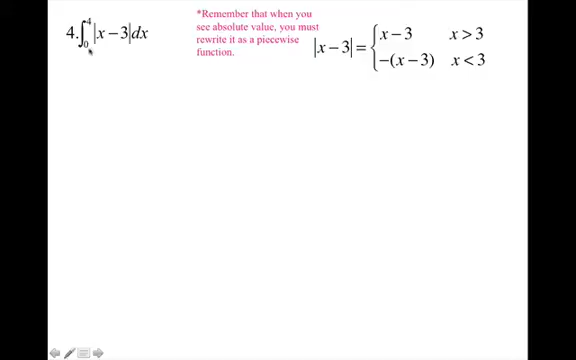 4. ∫₀⁴ |x − 3| dx
*Remember that when you
see absolute value, you must
rewrite it as a piecewise
function.
|x − 3| = { x − 3 x > 3
−(x − 3) x < 3